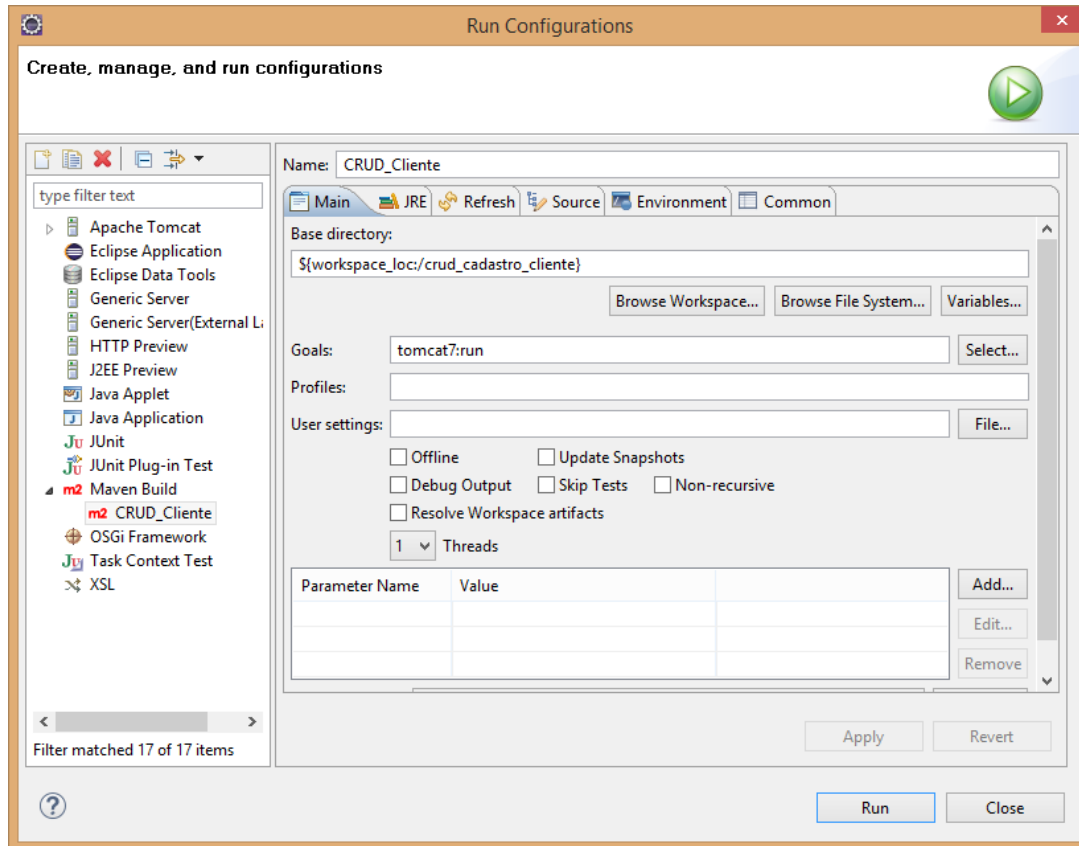 Run Configurations
Create, manage, and run configurations
type filter text
Apache Tomcat
Eclipse Application
Eclipse Data Tools
Generic Server
Generic Server(External La
HTTP Preview
J2EE Preview
Java Applet
Java Application
Ju JUnit
JUnit Plug-in Test
m2 Maven Build
m2 CRUD_Cliente
OSGi Framework
Task Context Test
XSL
Filter matched 17 of 17 items
Name: CRUD_Cliente
Main JRE Refresh Source Environment Common
Base directory:
${workspace_loc:/crud_cadastro_cliente}
Browse Workspace... Browse File System... Variables...
Goals: tomcat7:run Select...
Profiles:
User settings: File...
Offline Update Snapshots
Debug Output Skip Tests Non-recursive
Resolve Workspace artifacts
1 Threads
Parameter Name Value Add...
Edit...
Remove
Apply Revert
? Run Close